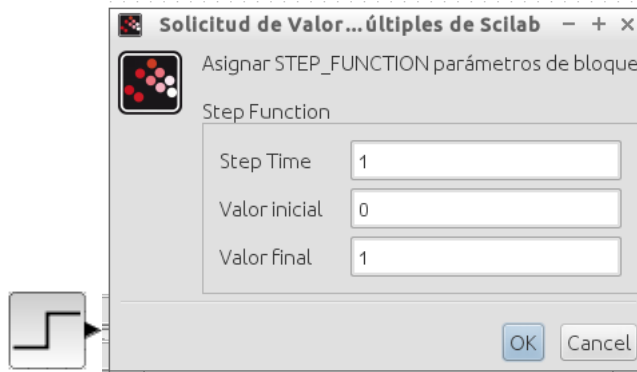 Solicitud de Valor...últiples de Scilab
Asignar STEP_FUNCTION parámetros de bloque
Step Function
Step Time 1
Valor inicial 0
Valor final 1
OK Cancel